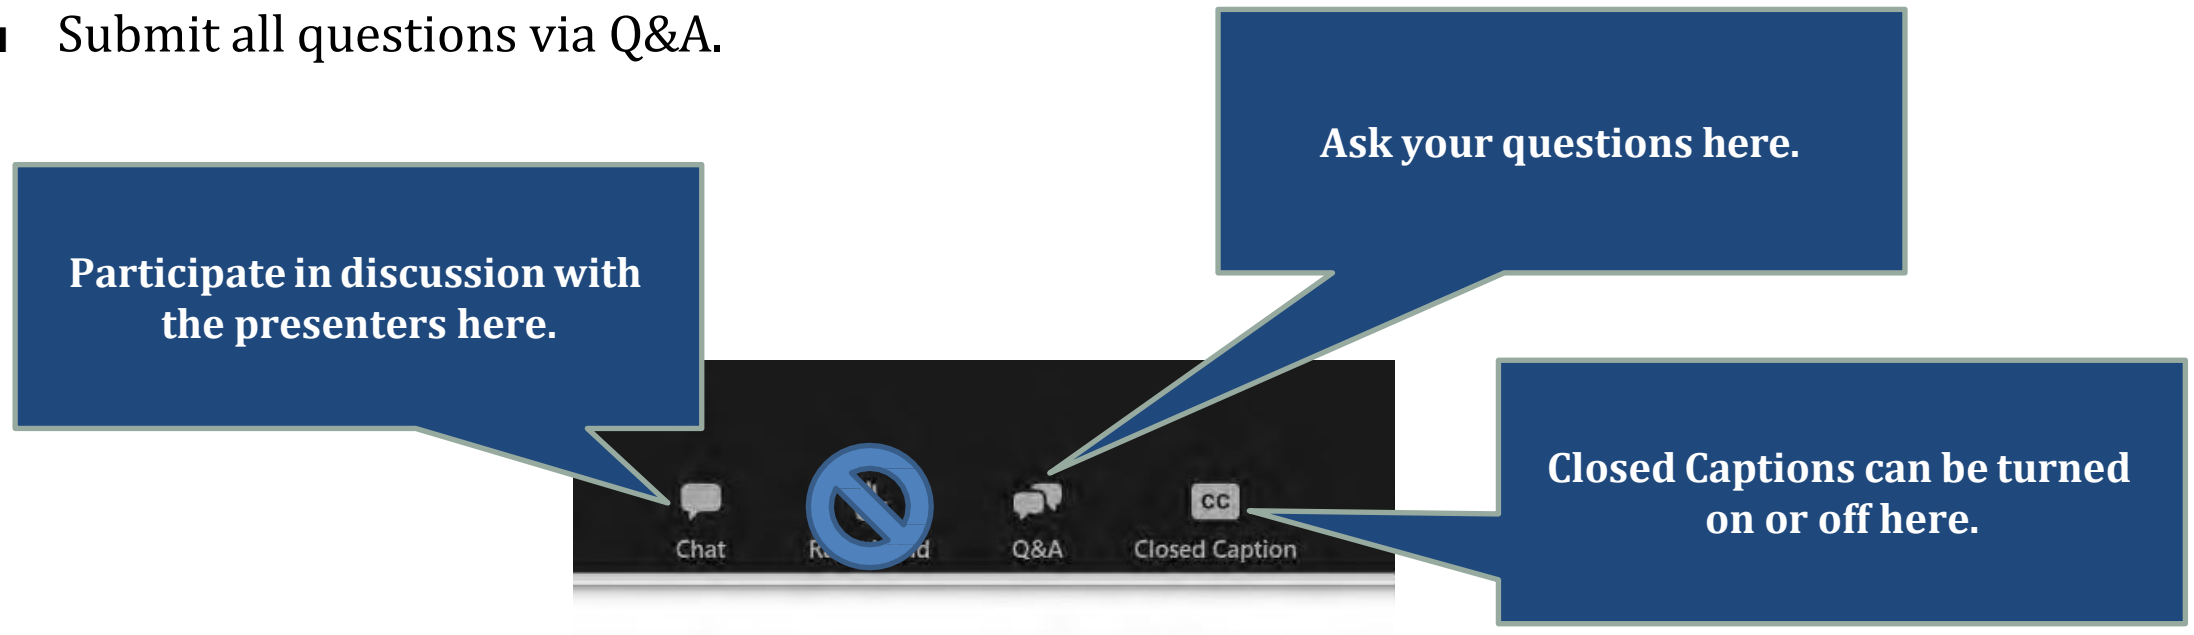 Submit all questions via Q&A.
Ask your questions here.
Participate in discussion with
the presenters here.
Closed Captions can be turned
on or off here.
CC
Chat
Q&A
Closed Caption